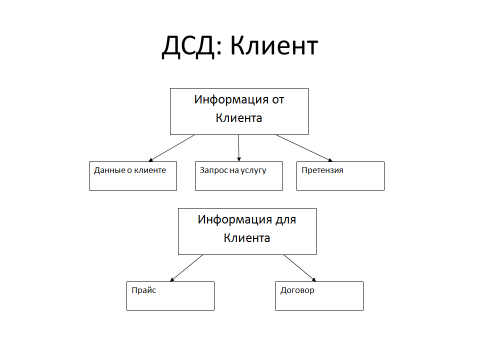 ДСД: Клиент
Информация от
Клиента
Данные о клиенте
Запрос на услугу
Претензия
Информация для
Клиента
Прайс
Договор